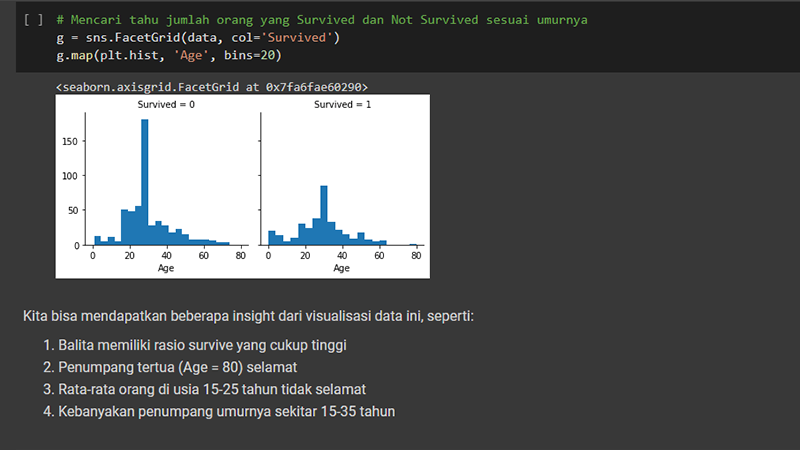 [ ] # Mencari tahu jumlah orang yang Survived dan Not Survived sesuai umurnya
g = sns.FacetGrid(data, col='Survived')
g.map(plt.hist, 'Age', bins=20)
<seaborn.axisgrid.FacetGrid at 0x7fa6fae60290>
Survived = 0 Survived = 1
150
100
50
0
0 20 40 60 80 0 20 40 60 80
Age Age
Kita bisa mendapatkan beberapa insight dari visualisasi data ini, seperti:
1. Balita memiliki rasio survive yang cukup tinggi
2. Penumpang tertua (Age = 80) selamat
3. Rata-rata orang di usia 15-25 tahun tidak selamat
4. Kebanyakan penumpang umurnya sekitar 15-35 tahun